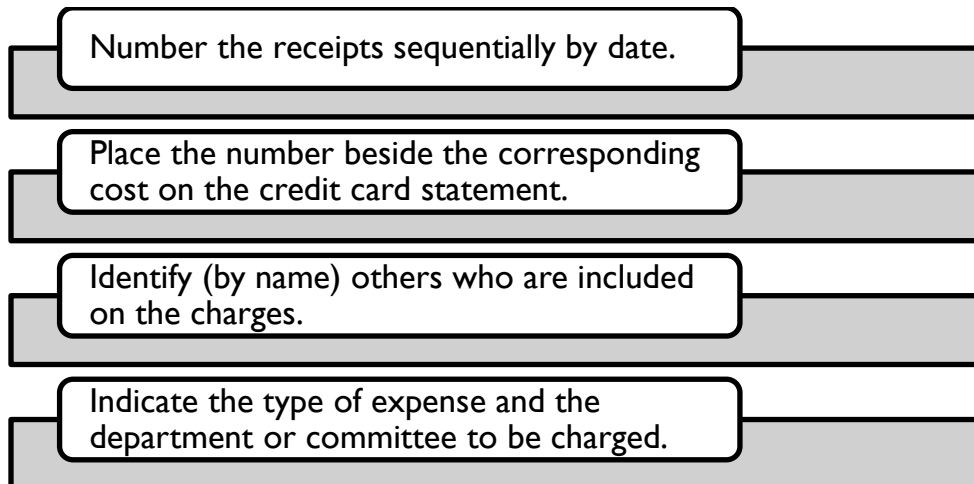 Number the receipts sequentially by date.
Place the number beside the corresponding
cost on the credit card statement.
Identify (by name) others who are included
on the charges.
Indicate the type of expense and the
department or committee to be charged.